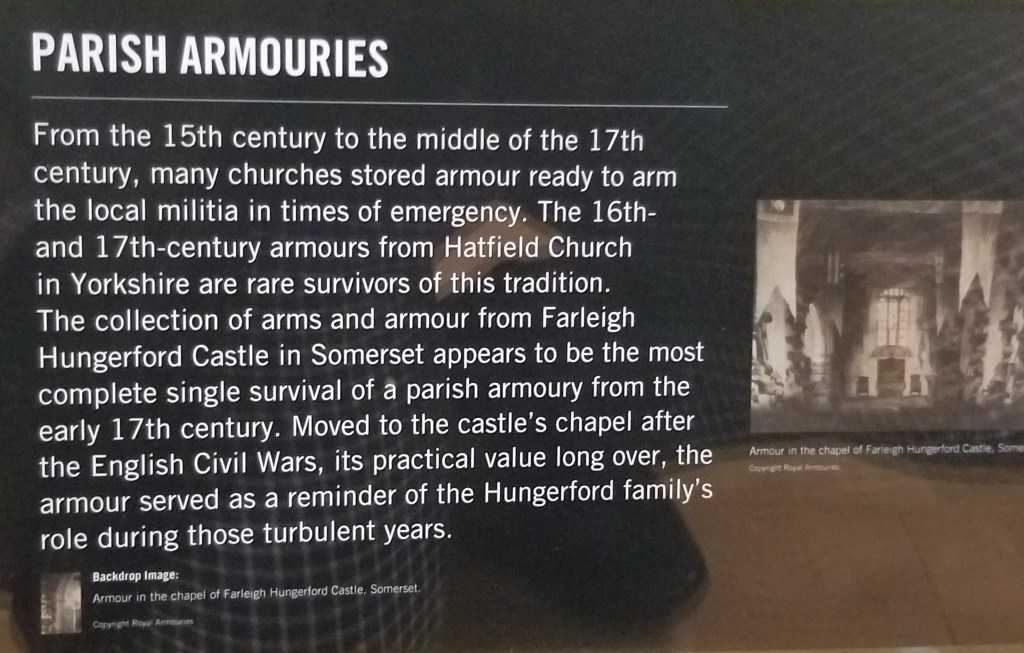 PARISH ARMOURIES
From the 15th century to the middle of the 17th
century, many churches stored armour ready to arm
the local militia in times of emergency. The 16th-
and 17th-century armours from Hatfield Church
in Yorkshire are rare survivors of this tradition.
The collection of arms and armour from Farleigh
Hungerford Castle in Somerset appears to be the most
complete single survival of a parish armoury from the
early 17th century. Moved to the castle's chapel after
the English Civil Wars, its practical value long over, the
armour served as a reminder of the Hungerford family's
role during those turbulent years.
Armour in the chapel of Farleigh Hungerford Castle, Some
Copyright Royal Armouries
Backdrop Image:
Armour in the chapel of Farleigh Hungerford Castle, Somerset.
Copyright Royal Armouries